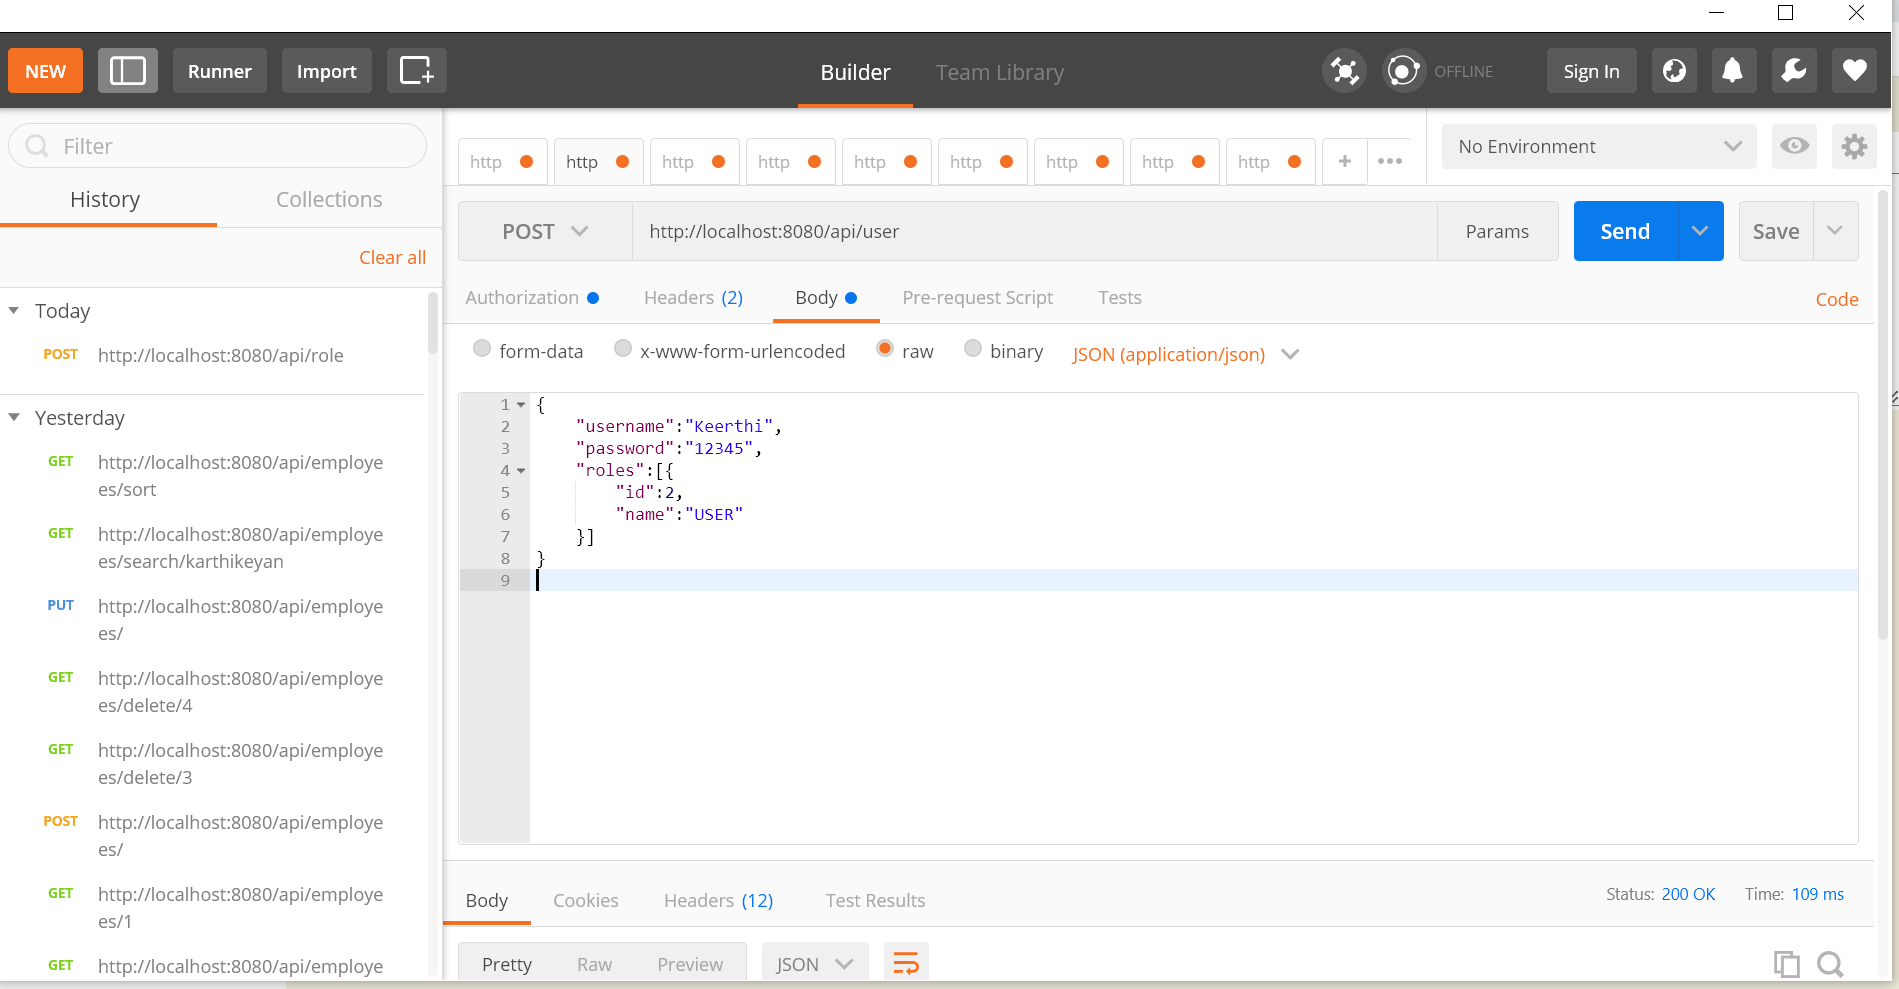 NEW
Runner
Import
Builder
Team Library
OFFLINE
Sign In
Filter
History
Collections
Clear all
Today
POST http://localhost:8080/api/role
Yesterday
GET http://localhost:8080/api/employe
es/sort
GET http://localhost:8080/api/employe
es/search/karthikeyan
PUT http://localhost:8080/api/employe
es/
GET http://localhost:8080/api/employe
es/delete/4
GET http://localhost:8080/api/employe
es/delete/3
POST http://localhost:8080/api/employe
es/
GET http://localhost:8080/api/employe
es/1
GET http://localhost:8080/api/employe
http http http http http http http http http + •••
No Environment
POST http://localhost:8080/api/user Params
Send
Save
Authorization Headers (2) Body Pre-request Script Tests
Code
form-data x-www-form-urlencoded raw binary JSON (application/json)
1 {
2 "username":"Keerthi",
3 "password":"12345",
4 "roles":[{
5 "id":2,
6 "name":"USER"
7 }]
8 }
9
Body Cookies Headers (12) Test Results
Status: 200 OK Time: 109 ms
Pretty Raw Preview JSON